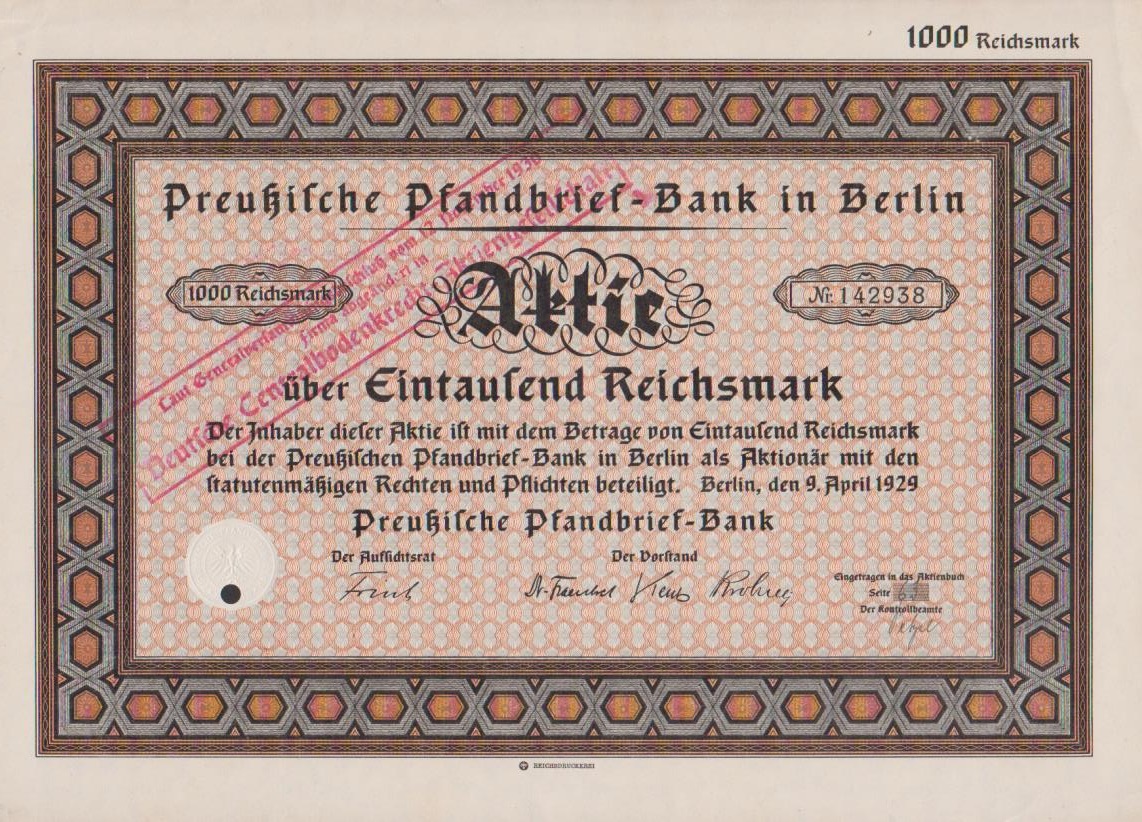 1000 Reichsmark
Preußische Pfandbrief-Bank in Berlin
1000 Reichsmark
Aktie
Nr. 142938
über Eintausend Reichsmark
Der Inhaber dieser Aktie ist mit dem Betrage von Eintausend Reichsmark
bei der Preußischen Pfandbrief-Bank in Berlin als Aktionär mit den
statutenmäßigen Rechten und Pflichten beteiligt. Berlin, den 9. April 1929
Preußische Pfandbrief-Bank
Der Aufsichtsrat
Der Vorstand
Eingetragen in das Aktienbuch
Seite
Der Kontrollbeamte
Laut vom 1930
Firma abgeändert in
Deutsche Centralbodenkredit-Aktiengesellschaft
REICHSDRUCKEREI